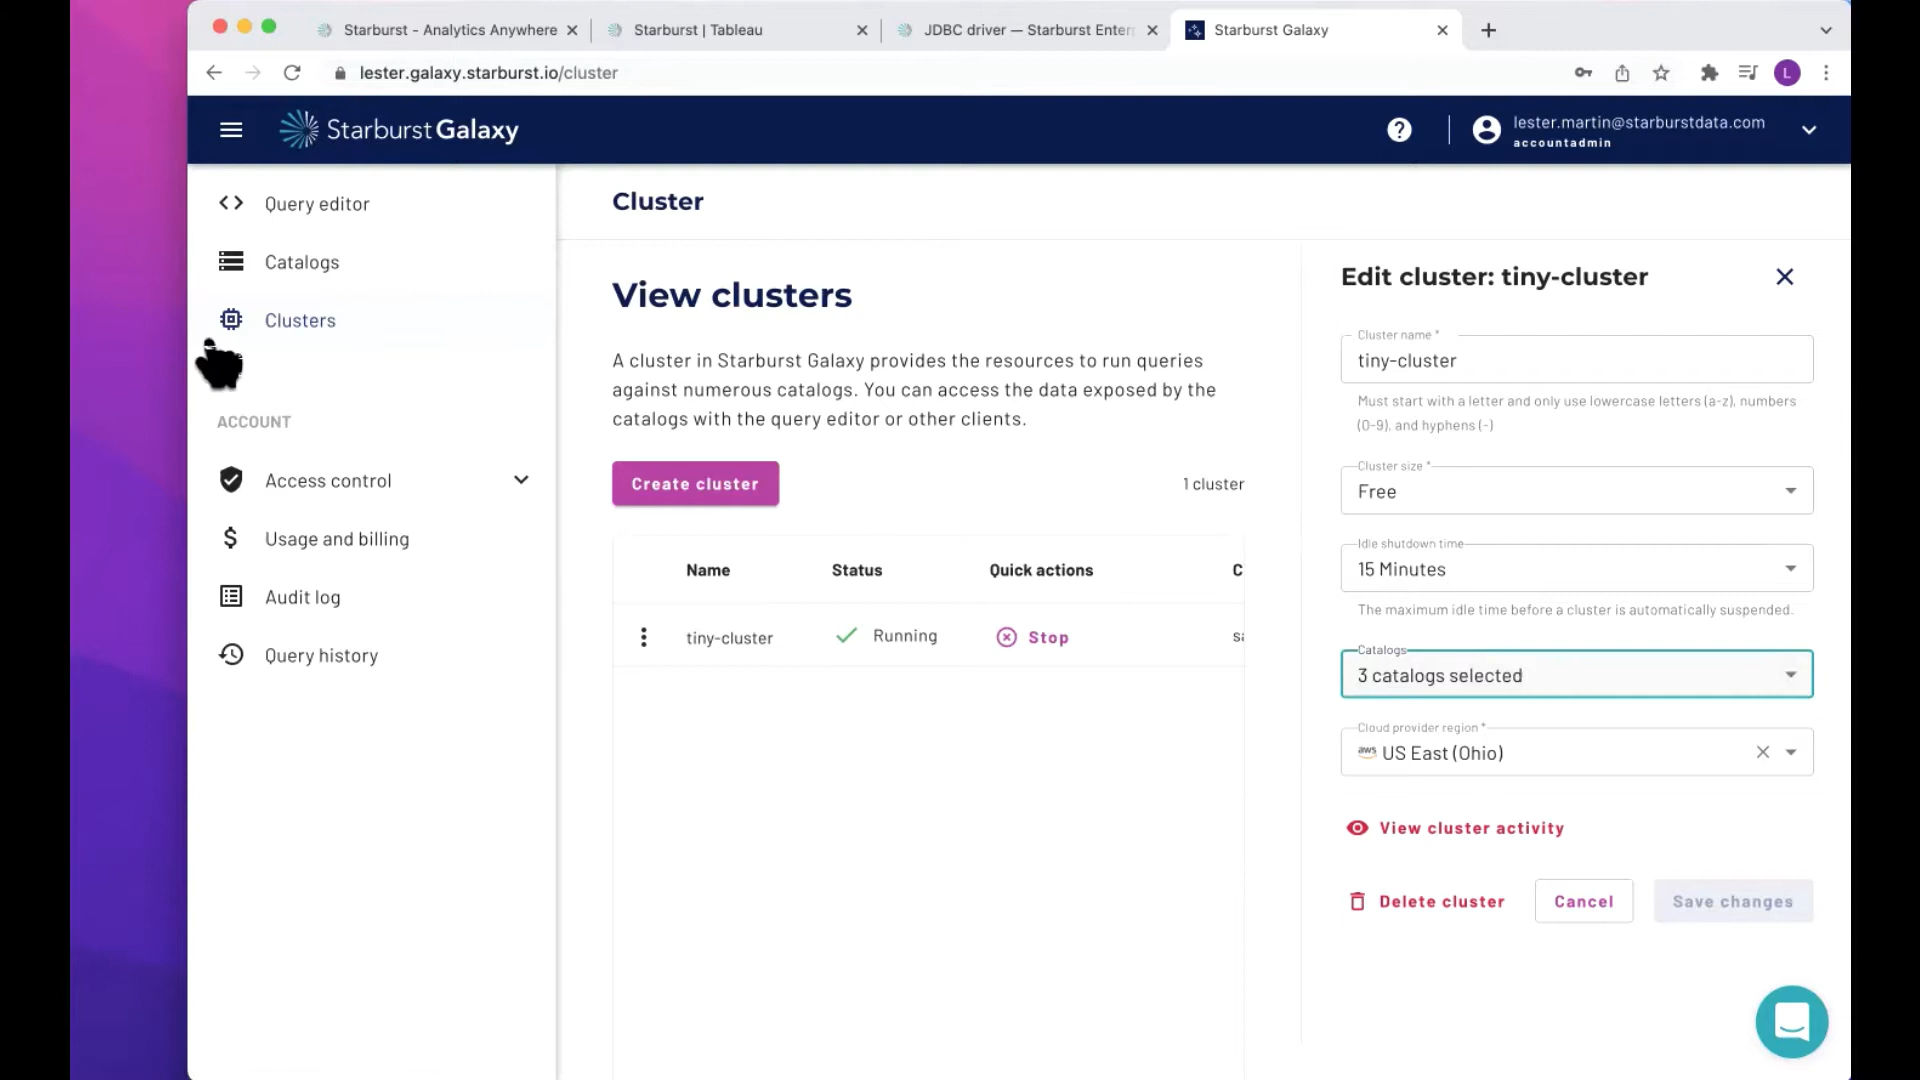 Starburst - Analytics Anywhere
Starburst | Tableau
JDBC driver — Starburst Enter
Starburst Galaxy
lester.galaxy.starburst.io/cluster
L
Starburst Galaxy
?
lester.martin@starburstdata.com
accountadmin
Query editor
Catalogs
Clusters
ACCOUNT
Access control
Usage and billing
Audit log
Query history
Cluster
View clusters
A cluster in Starburst Galaxy provides the resources to run queries
against numerous catalogs. You can access the data exposed by the
catalogs with the query editor or other clients.
Create cluster
1 cluster
Name
Status
Quick actions
C
tiny-cluster
Running
Stop
sa
Edit cluster: tiny-cluster
Cluster name *
tiny-cluster
Must start with a letter and only use lowercase letters (a-z), numbers
(0-9), and hyphens (-)
Cluster size *
Free
Idle shutdown time
15 Minutes
The maximum idle time before a cluster is automatically suspended.
Catalogs
3 catalogs selected
Cloud provider region *
aws US East (Ohio)
View cluster activity
Delete cluster
Cancel
Save changes